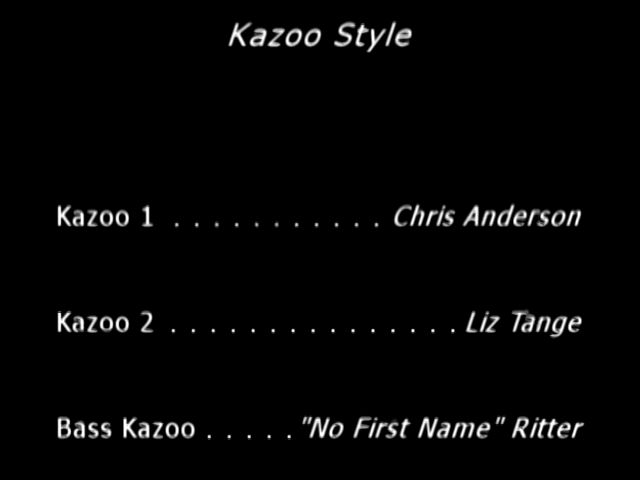 Kazoo Style
Kazoo 1 . . . . . . . . . . . Chris Anderson
Kazoo 2 . . . . . . . . . . . . . . . Liz Tange
Bass Kazoo . . . . . "No First Name" Ritter